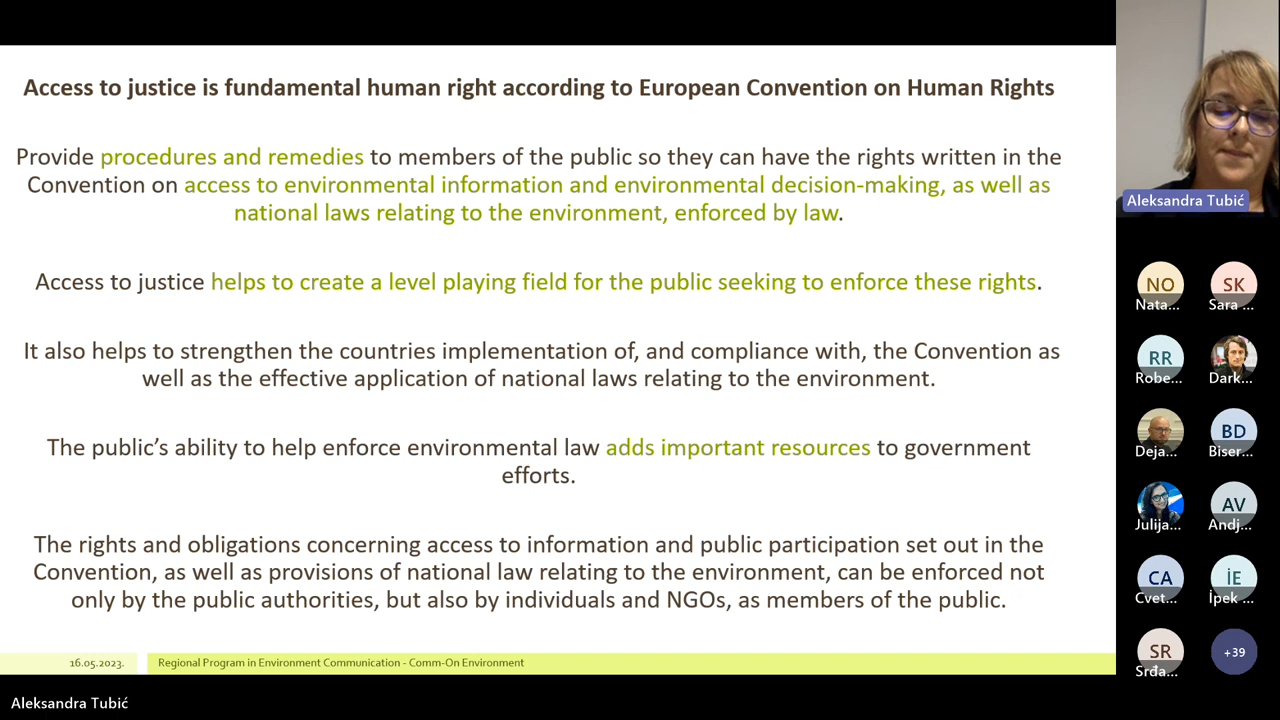 Access to justice is fundamental human right according to European Convention on Human Rights
Provide procedures and remedies to members of the public so they can have the rights written in the
Convention on access to environmental information and environmental decision-making, as well as
national laws relating to the environment, enforced by law.
Access to justice helps to create a level playing field for the public seeking to enforce these rights.
It also helps to strengthen the countries implementation of, and compliance with, the Convention as
well as the effective application of national laws relating to the environment.
The public’s ability to help enforce environmental law adds important resources to government
efforts.
The rights and obligations concerning access to information and public participation set out in the
Convention, as well as provisions of national law relating to the environment, can be enforced not
only by the public authorities, but also by individuals and NGOs, as members of the public.
16.05.2023.
Regional Program in Environment Communication - Comm-On Environment
Aleksandra Tubić
Aleksandra Tubić
NO
Nata...
SK
Sara ...
RR
Robe...
Dark...
Deja...
BD
Biser...
Julija...
AV
Andj...
CA
Cvet...
İE
İpek ...
SR
Srđa...
+39